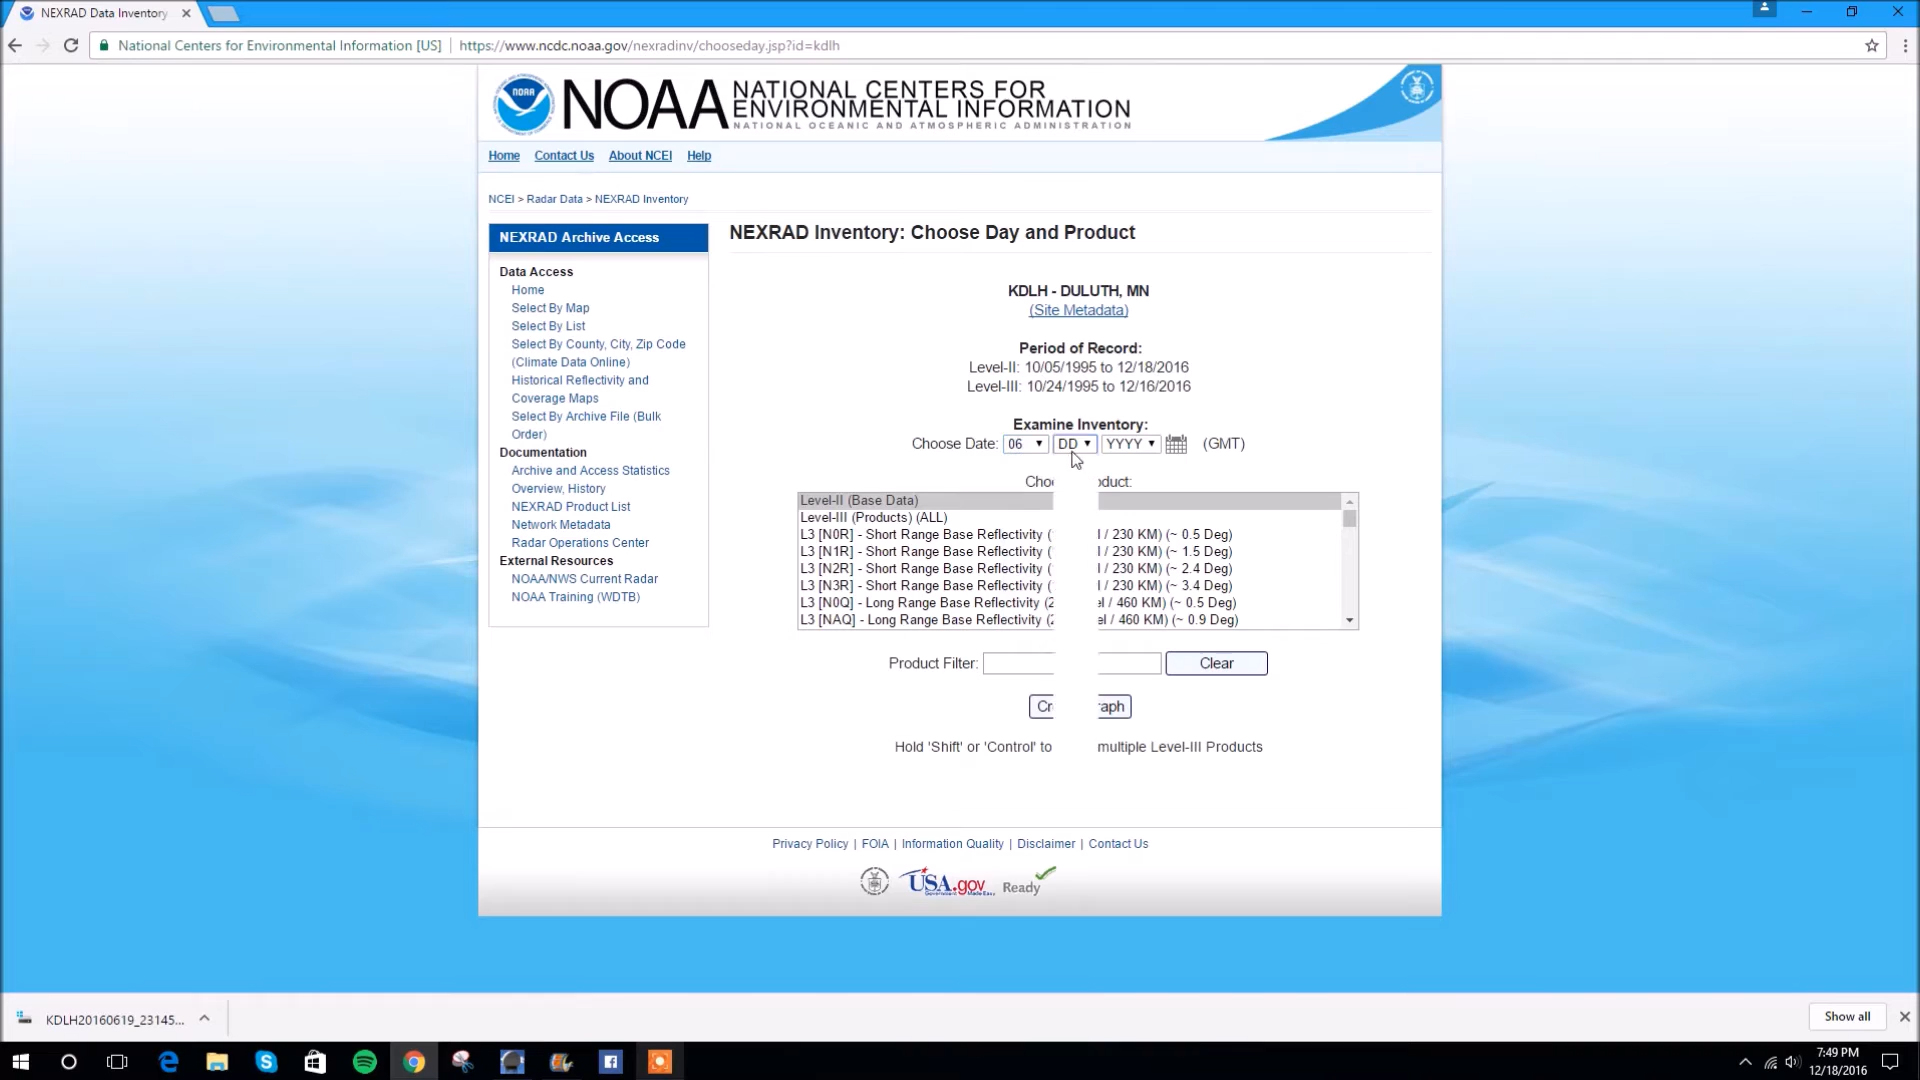 NEXRAD Data Inventory
National Centers for Environmental Information [US] https://www.ncdc.noaa.gov/nexradinv/chooseday.jsp?id=kdlh
NOAA
NATIONAL CENTERS FOR
ENVIRONMENTAL INFORMATION
NATIONAL OCEANIC AND ATMOSPHERIC ADMINISTRATION
Home Contact Us About NCEI Help
NCEI > Radar Data > NEXRAD Inventory
NEXRAD Archive Access
Data Access
Home
Select By Map
Select By List
Select By County, City, Zip Code
(Climate Data Online)
Historical Reflectivity and
Coverage Maps
Select By Archive File (Bulk
Order)
Documentation
Archive and Access Statistics
Overview, History
NEXRAD Product List
Network Metadata
Radar Operations Center
External Resources
NOAA/NWS Current Radar
NOAA Training (WDTB)
NEXRAD Inventory: Choose Day and Product
KDLH - DULUTH, MN
(Site Metadata)
Period of Record:
Level-II: 10/05/1995 to 12/18/2016
Level-III: 10/24/1995 to 12/16/2016
Examine Inventory:
Choose Date: 06 DD YYYY (GMT)
Choo oduct:
Level-II (Base Data)
Level-III (Products) (ALL)
L3 [N0R] - Short Range Base Reflectivity ( / 230 KM) (~ 0.5 Deg)
L3 [N1R] - Short Range Base Reflectivity ( / 230 KM) (~ 1.5 Deg)
L3 [N2R] - Short Range Base Reflectivity ( / 230 KM) (~ 2.4 Deg)
L3 [N3R] - Short Range Base Reflectivity ( / 230 KM) (~ 3.4 Deg)
L3 [N0Q] - Long Range Base Reflectivity (2 el / 460 KM) (~ 0.5 Deg)
L3 [NAQ] - Long Range Base Reflectivity (2 el / 460 KM) (~ 0.9 Deg)
Product Filter: Clear
Cr raph
Hold 'Shift' or 'Control' to multiple Level-III Products
Privacy Policy | FOIA | Information Quality | Disclaimer | Contact Us
USA.gov
Ready
KDLH20160619_23145...
Show all
7:49 PM
12/18/2016